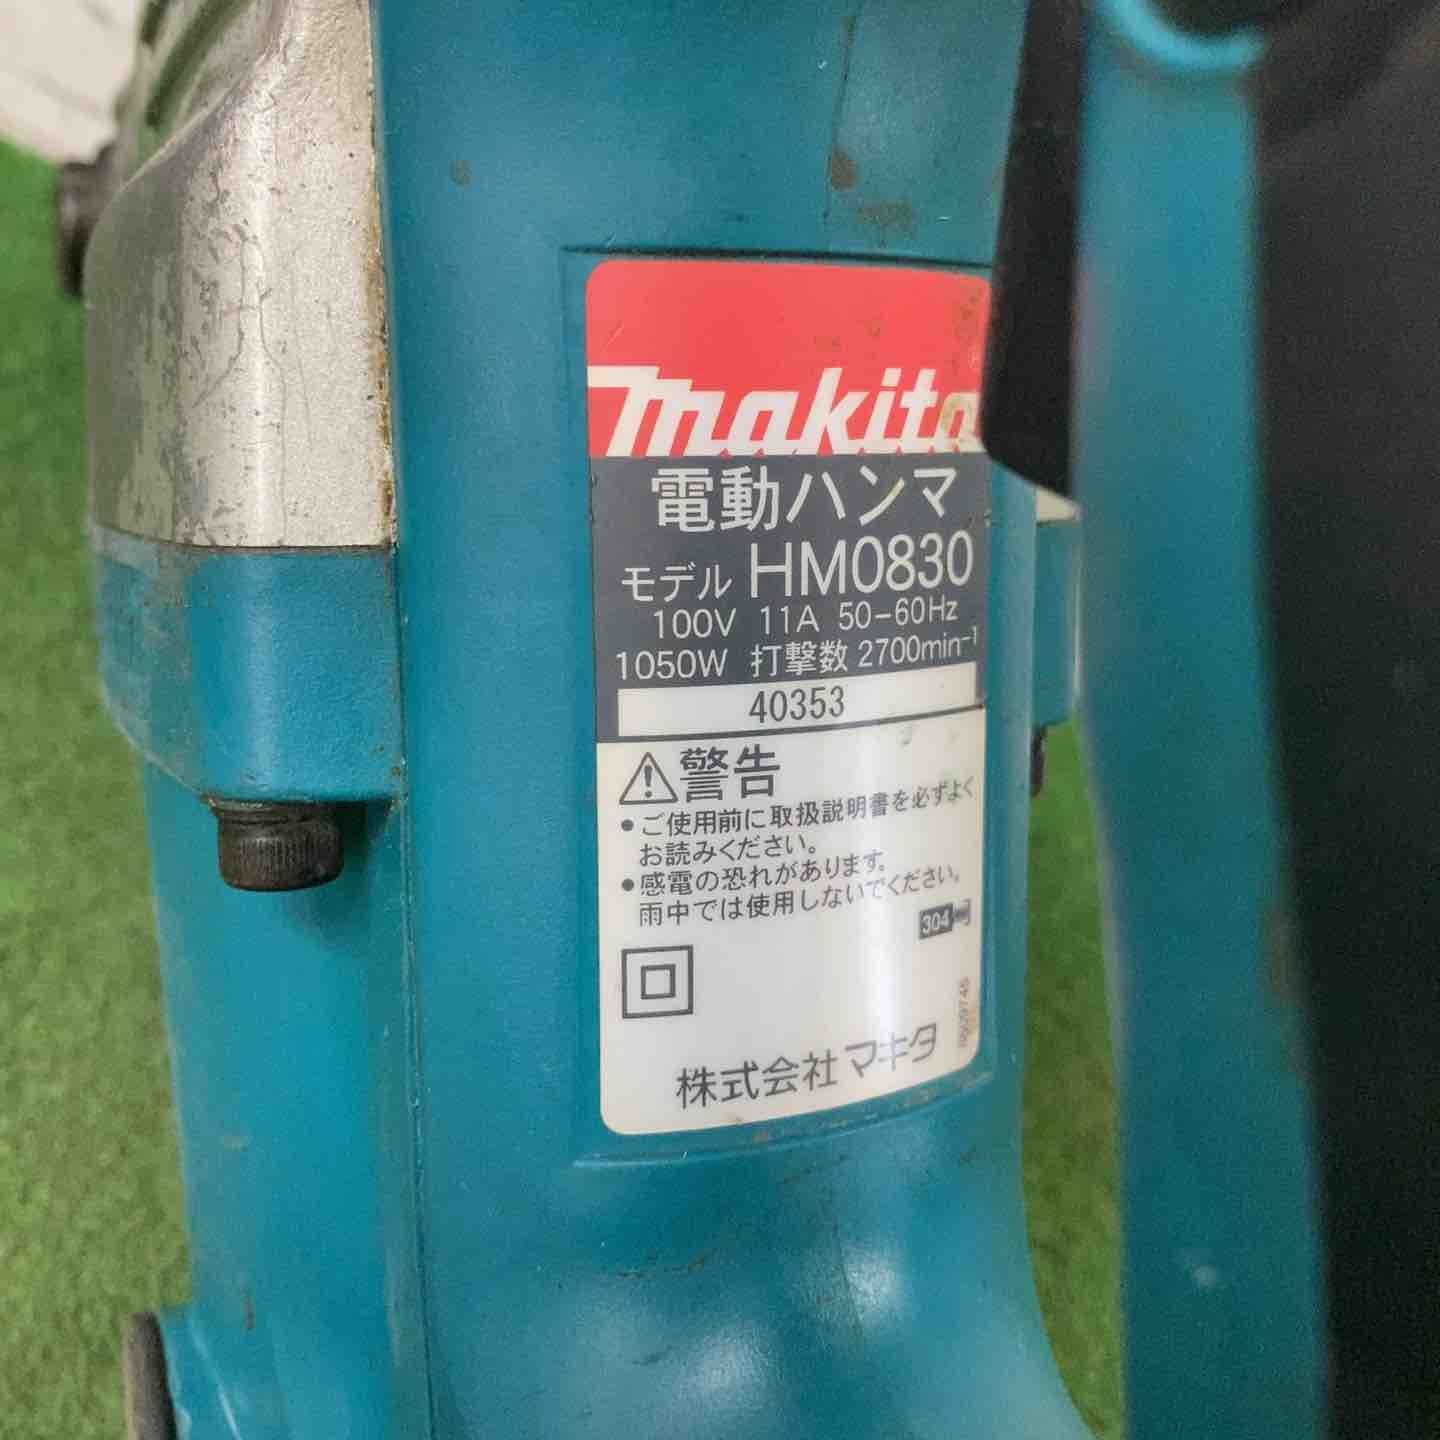 makita
電動ハンマ
モデル HM0830
100V 11A 50-60Hz
1050W 打撃数 2700min⁻¹
40353
警告
●ご使用前に取扱説明書を必ずよく
お読みください。
●感電の恐れがあります。
雨中では使用しないでください。
304
株式会社マキタ